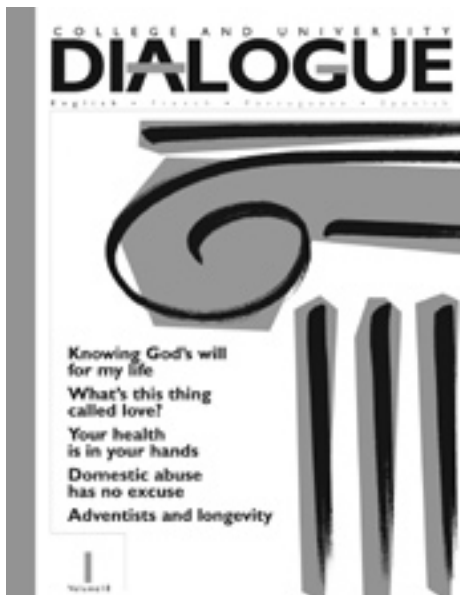 COLLEGE AND UNIVERSITY
DIALOGUE
English • French • Portuguese • Spanish
Knowing God's will
for my life
What's this thing
called love?
Your health
is in your hands
Domestic abuse
has no excuse
Adventists and longevity
1